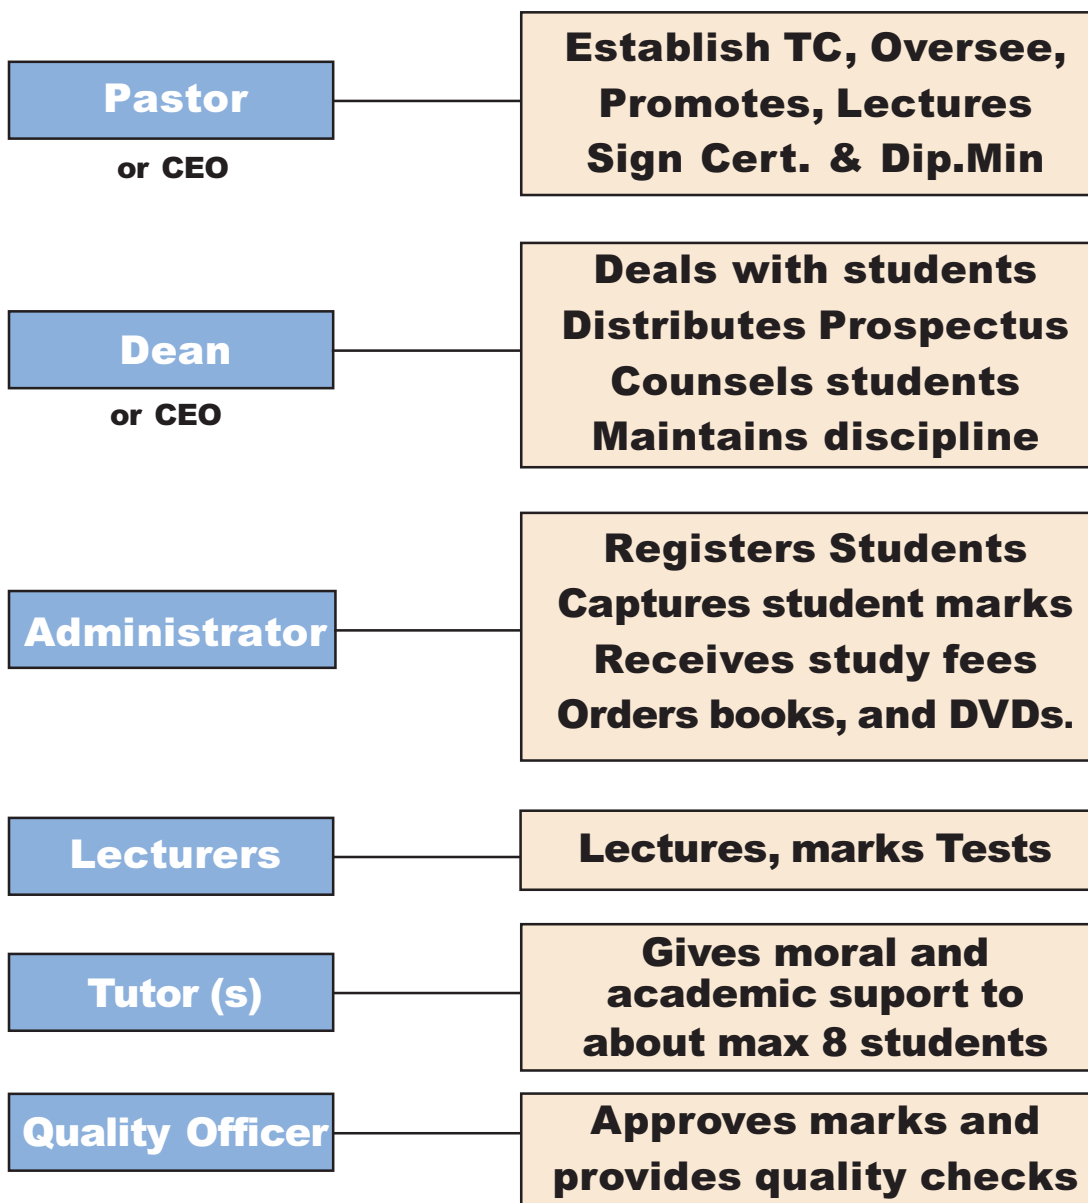 Pastor
or CEO
Establish TC, Oversee,
Promotes, Lectures
Sign Cert. & Dip.Min
Dean
or CEO
Deals with students
Distributes Prospectus
Counsels students
Maintains discipline
Administrator
Registers Students
Captures student marks
Receives study fees
Orders books, and DVDs.
Lecturers
Lectures, marks Tests
Tutor (s)
Gives moral and
academic suport to
about max 8 students
Quality Officer
Approves marks and
provides quality checks